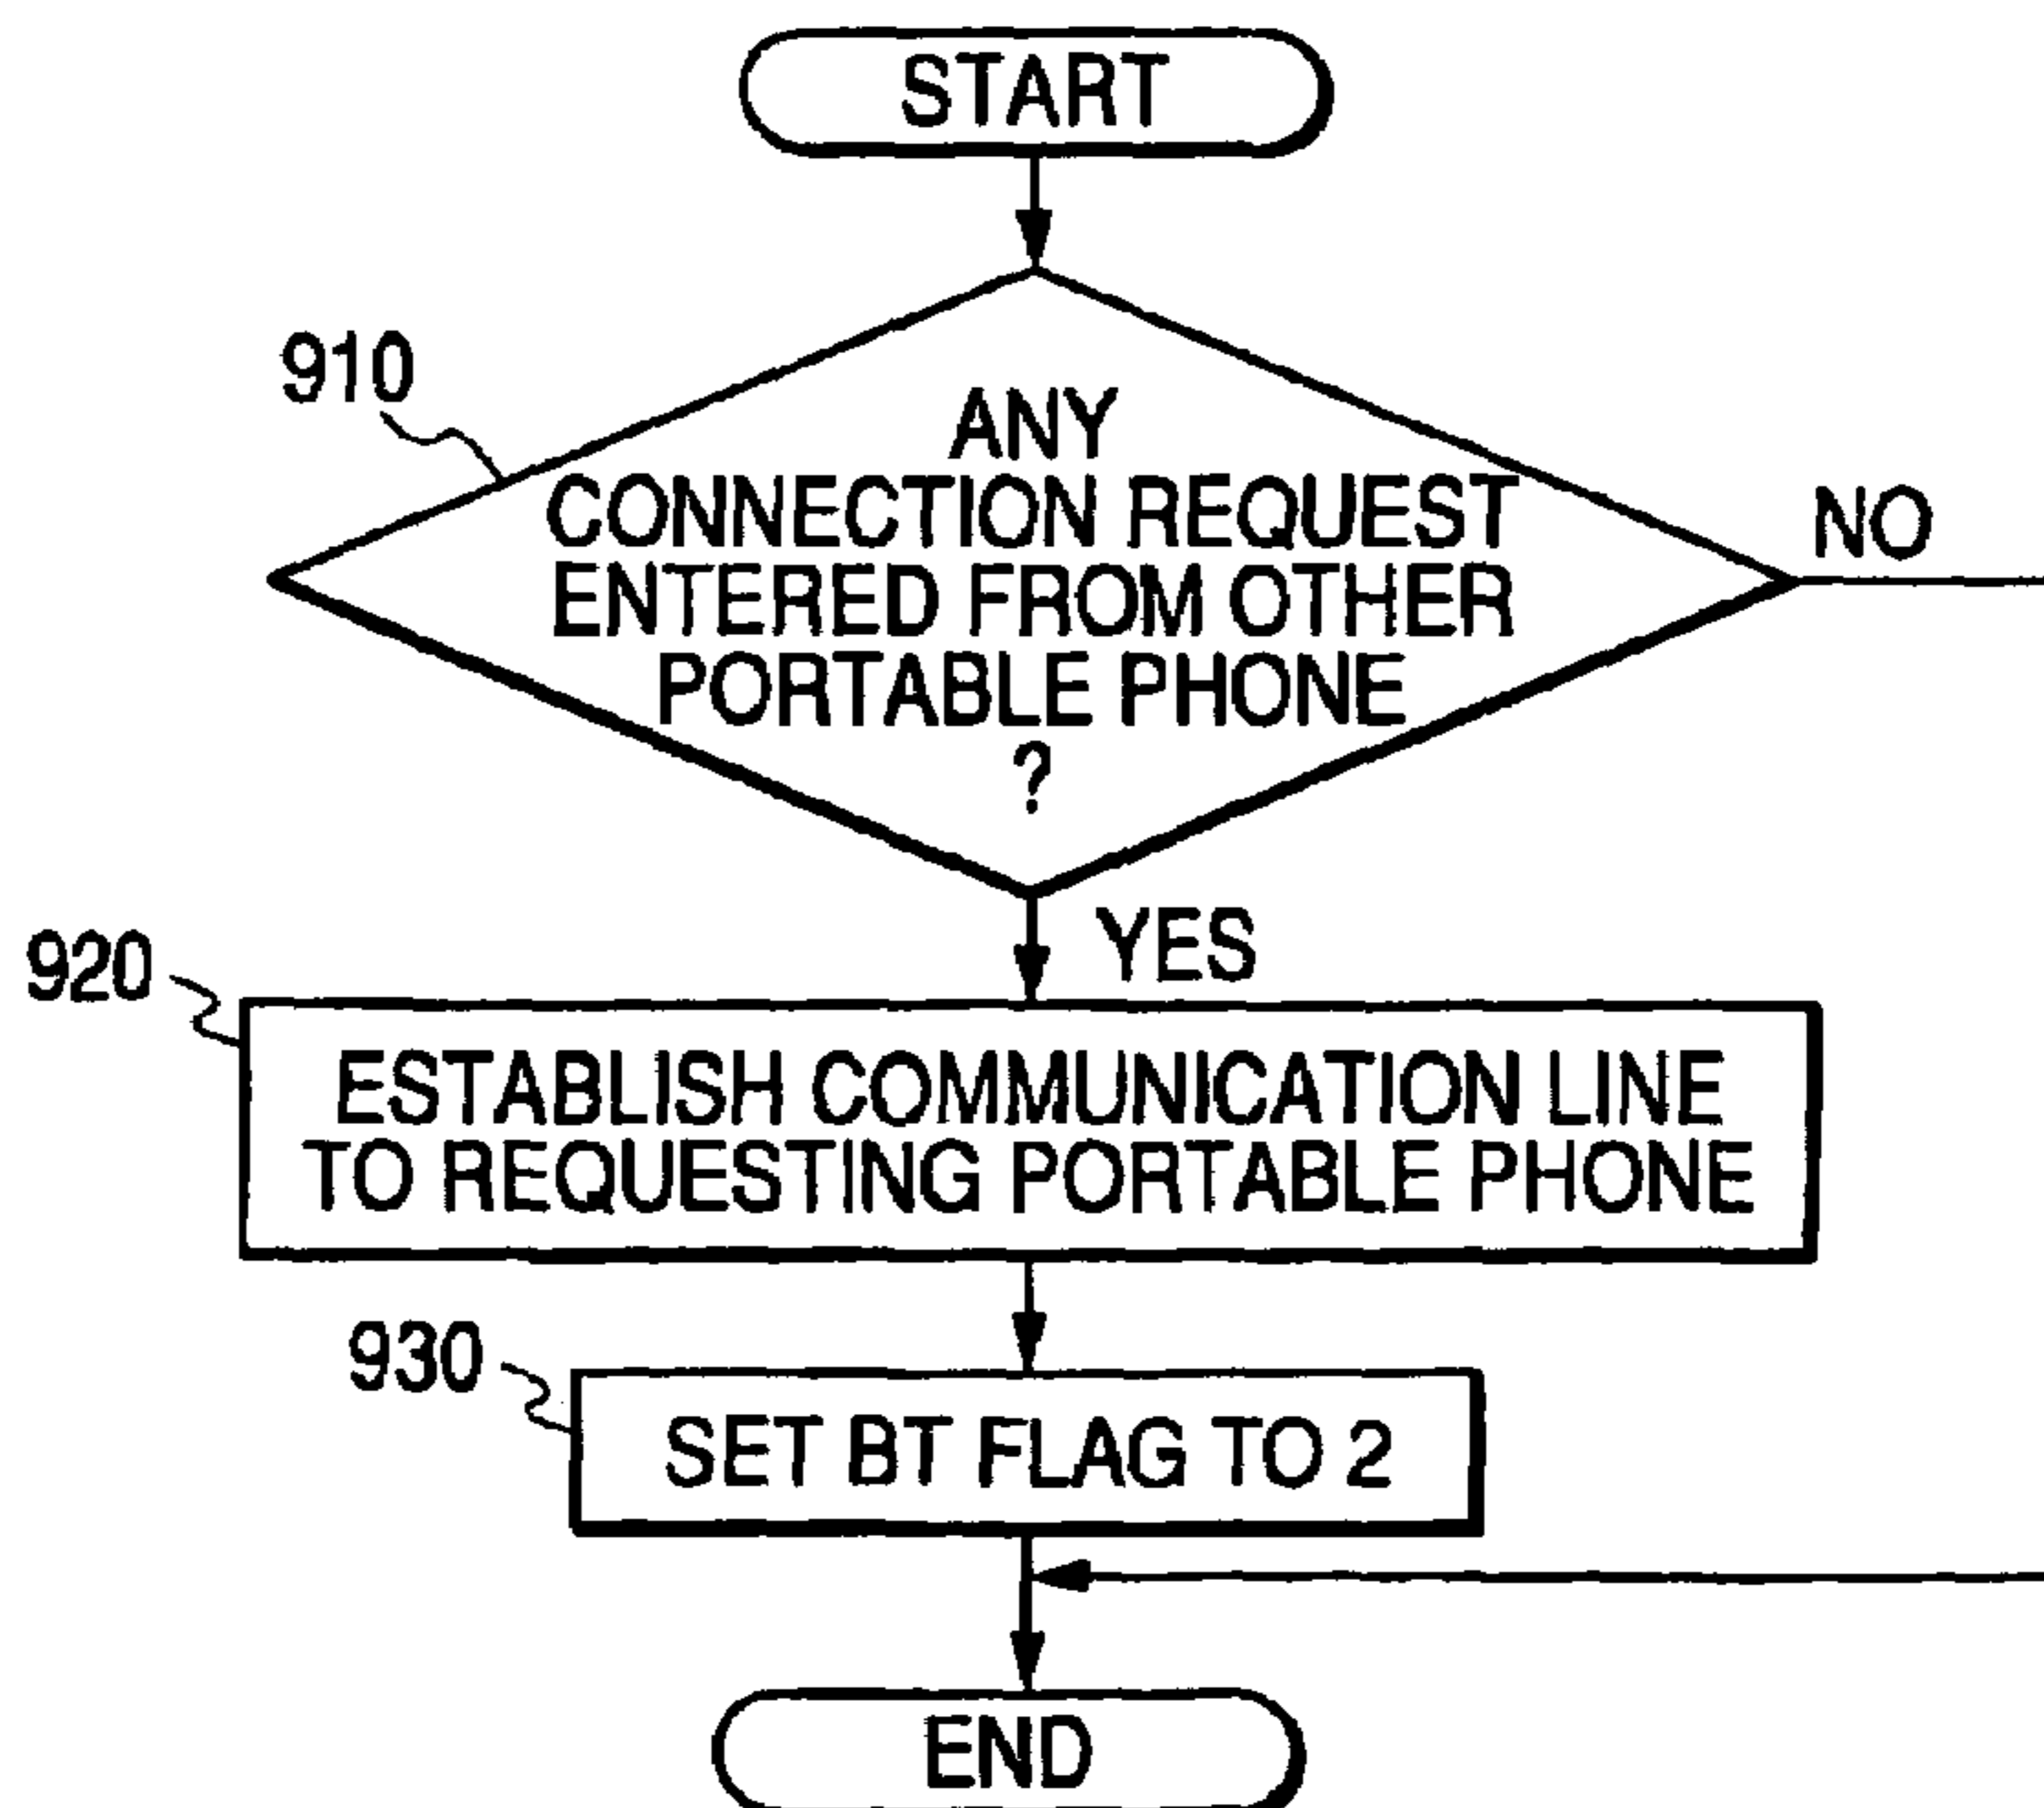 START
910
ANY
CONNECTION REQUEST
ENTERED FROM OTHER
PORTABLE PHONE
?
NO
YES
920
ESTABLISH COMMUNICATION LINE
TO REQUESTING PORTABLE PHONE
930
SET BT FLAG TO 2
END